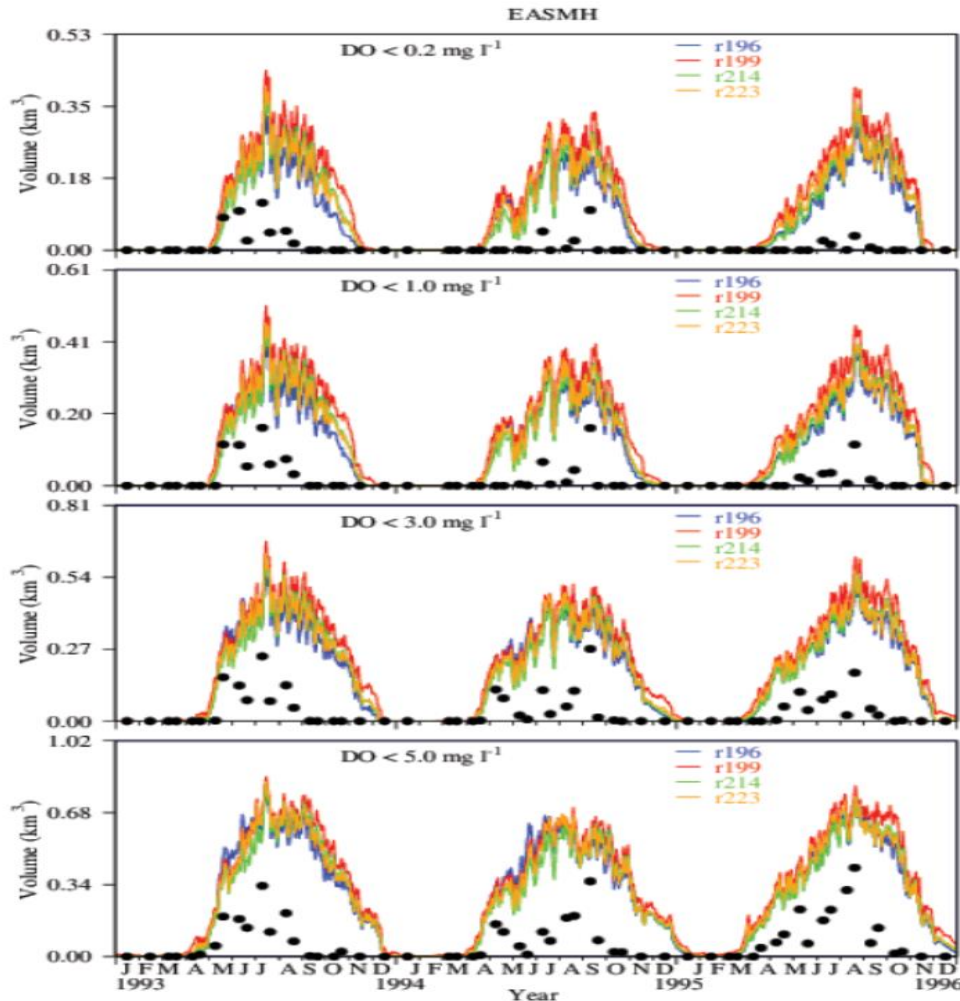 EASMH
0.53
DO < 0.2 mg l⁻¹
r196
r199
r214
r223
0.35
0.18
0.00
Volume (km³)
0.61
DO < 1.0 mg l⁻¹
r196
r199
r214
r223
0.41
0.20
0.00
Volume (km³)
0.81
DO < 3.0 mg l⁻¹
r196
r199
r214
r223
0.54
0.27
0.00
Volume (km³)
1.02
DO < 5.0 mg l⁻¹
r196
r199
r214
r223
0.68
0.34
0.00
Volume (km³)
J F M A M J J A S O N D J F M A M J J A S O N D J F M A M J J A S O N D
1993 1994 1995 1996
Year